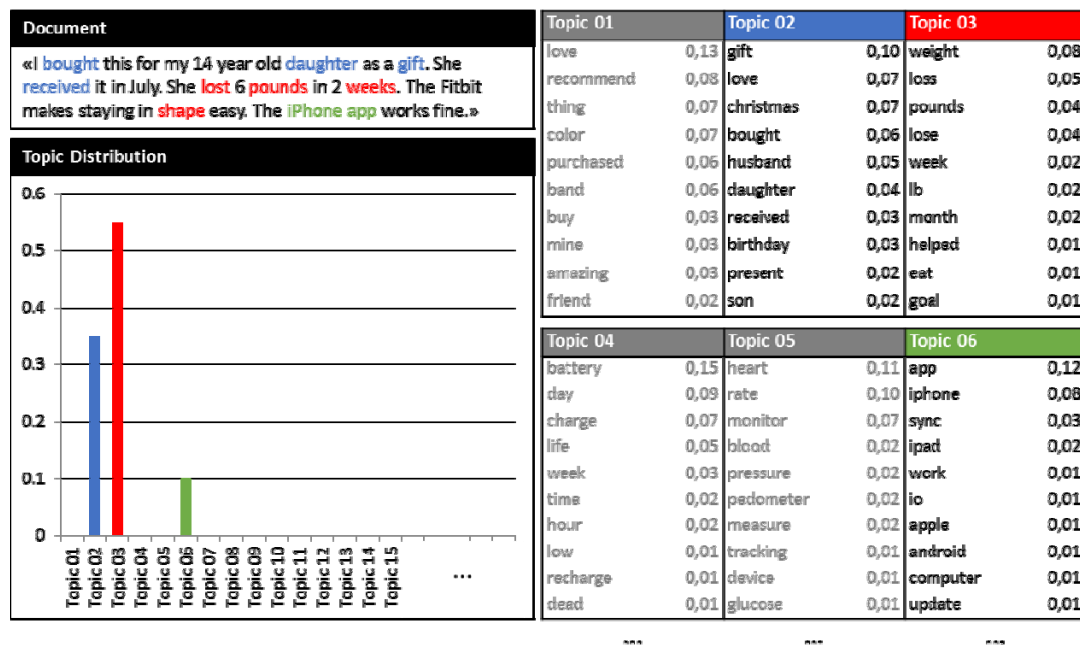 Document
«I bought this for my 14 year old daughter as a gift. She
received it in July. She lost 6 pounds in 2 weeks. The Fitbit
makes staying in shape easy. The iPhone app works fine.»
Topic Distribution
0.6
0.5
0.4
0.3
0.2
0.1
0
Topic 01
Topic 02
Topic 03
Topic 04
Topic 05
Topic 06
Topic 07
Topic 08
Topic 09
Topic 10
Topic 11
Topic 12
Topic 13
Topic 14
Topic 15
...
Topic 01 Topic 02 Topic 03
love 0,13 gift 0,10 weight 0,08
recommend 0,08 love 0,07 loss 0,05
thing 0,07 christmas 0,07 pounds 0,04
color 0,07 bought 0,06 lose 0,04
purchased 0,06 husband 0,05 week 0,02
band 0,06 daughter 0,04 lb 0,02
buy 0,03 received 0,03 month 0,02
mine 0,03 birthday 0,03 helped 0,01
amazing 0,03 present 0,02 eat 0,01
friend 0,02 son 0,02 goal 0,01
Topic 04 Topic 05 Topic 06
battery 0,15 heart 0,11 app 0,12
day 0,09 rate 0,10 iphone 0,08
charge 0,07 monitor 0,07 sync 0,03
life 0,05 blood 0,02 ipad 0,02
week 0,03 pressure 0,02 work 0,01
time 0,02 pedometer 0,02 io 0,01
hour 0,02 measure 0,02 apple 0,01
low 0,01 tracking 0,01 android 0,01
recharge 0,01 device 0,01 computer 0,01
dead 0,01 glucose 0,01 update 0,01
... ... ...